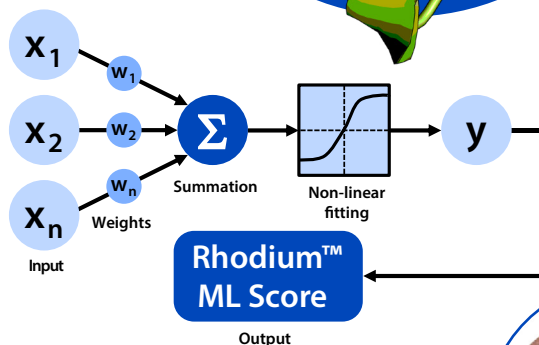 x1
w1
x2
w2
Σ
y
xn
wn
Input
Weights
Summation
Non-linear
fitting
Rhodium™
ML Score
Output